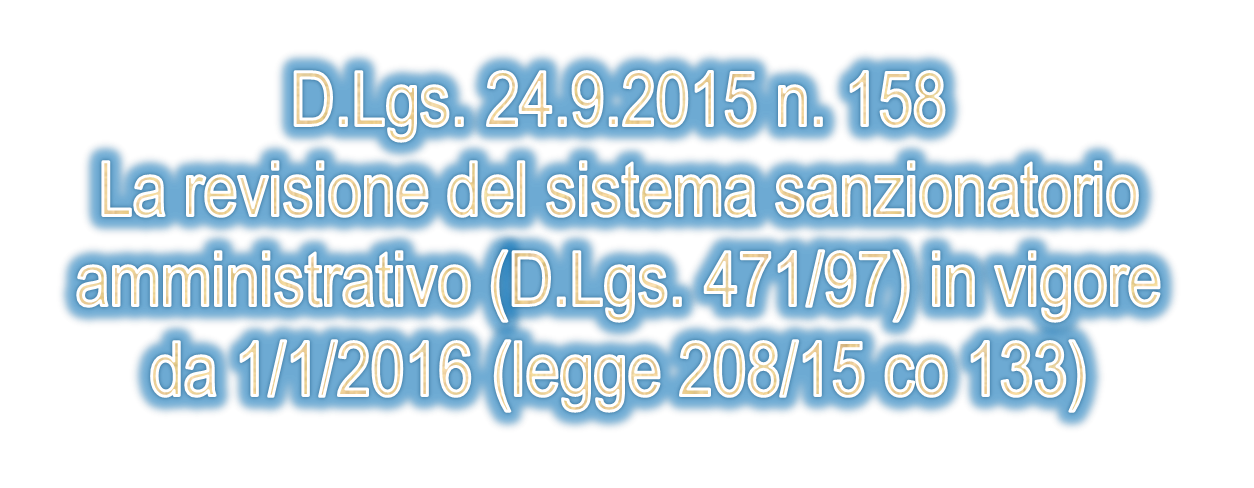 D.Lgs. 24.9.2015 n. 158
La revisione del sistema sanzionatorio
amministrativo (D.Lgs. 471/97) in vigore
da 1/1/2016 (legge 208/15 co 133)